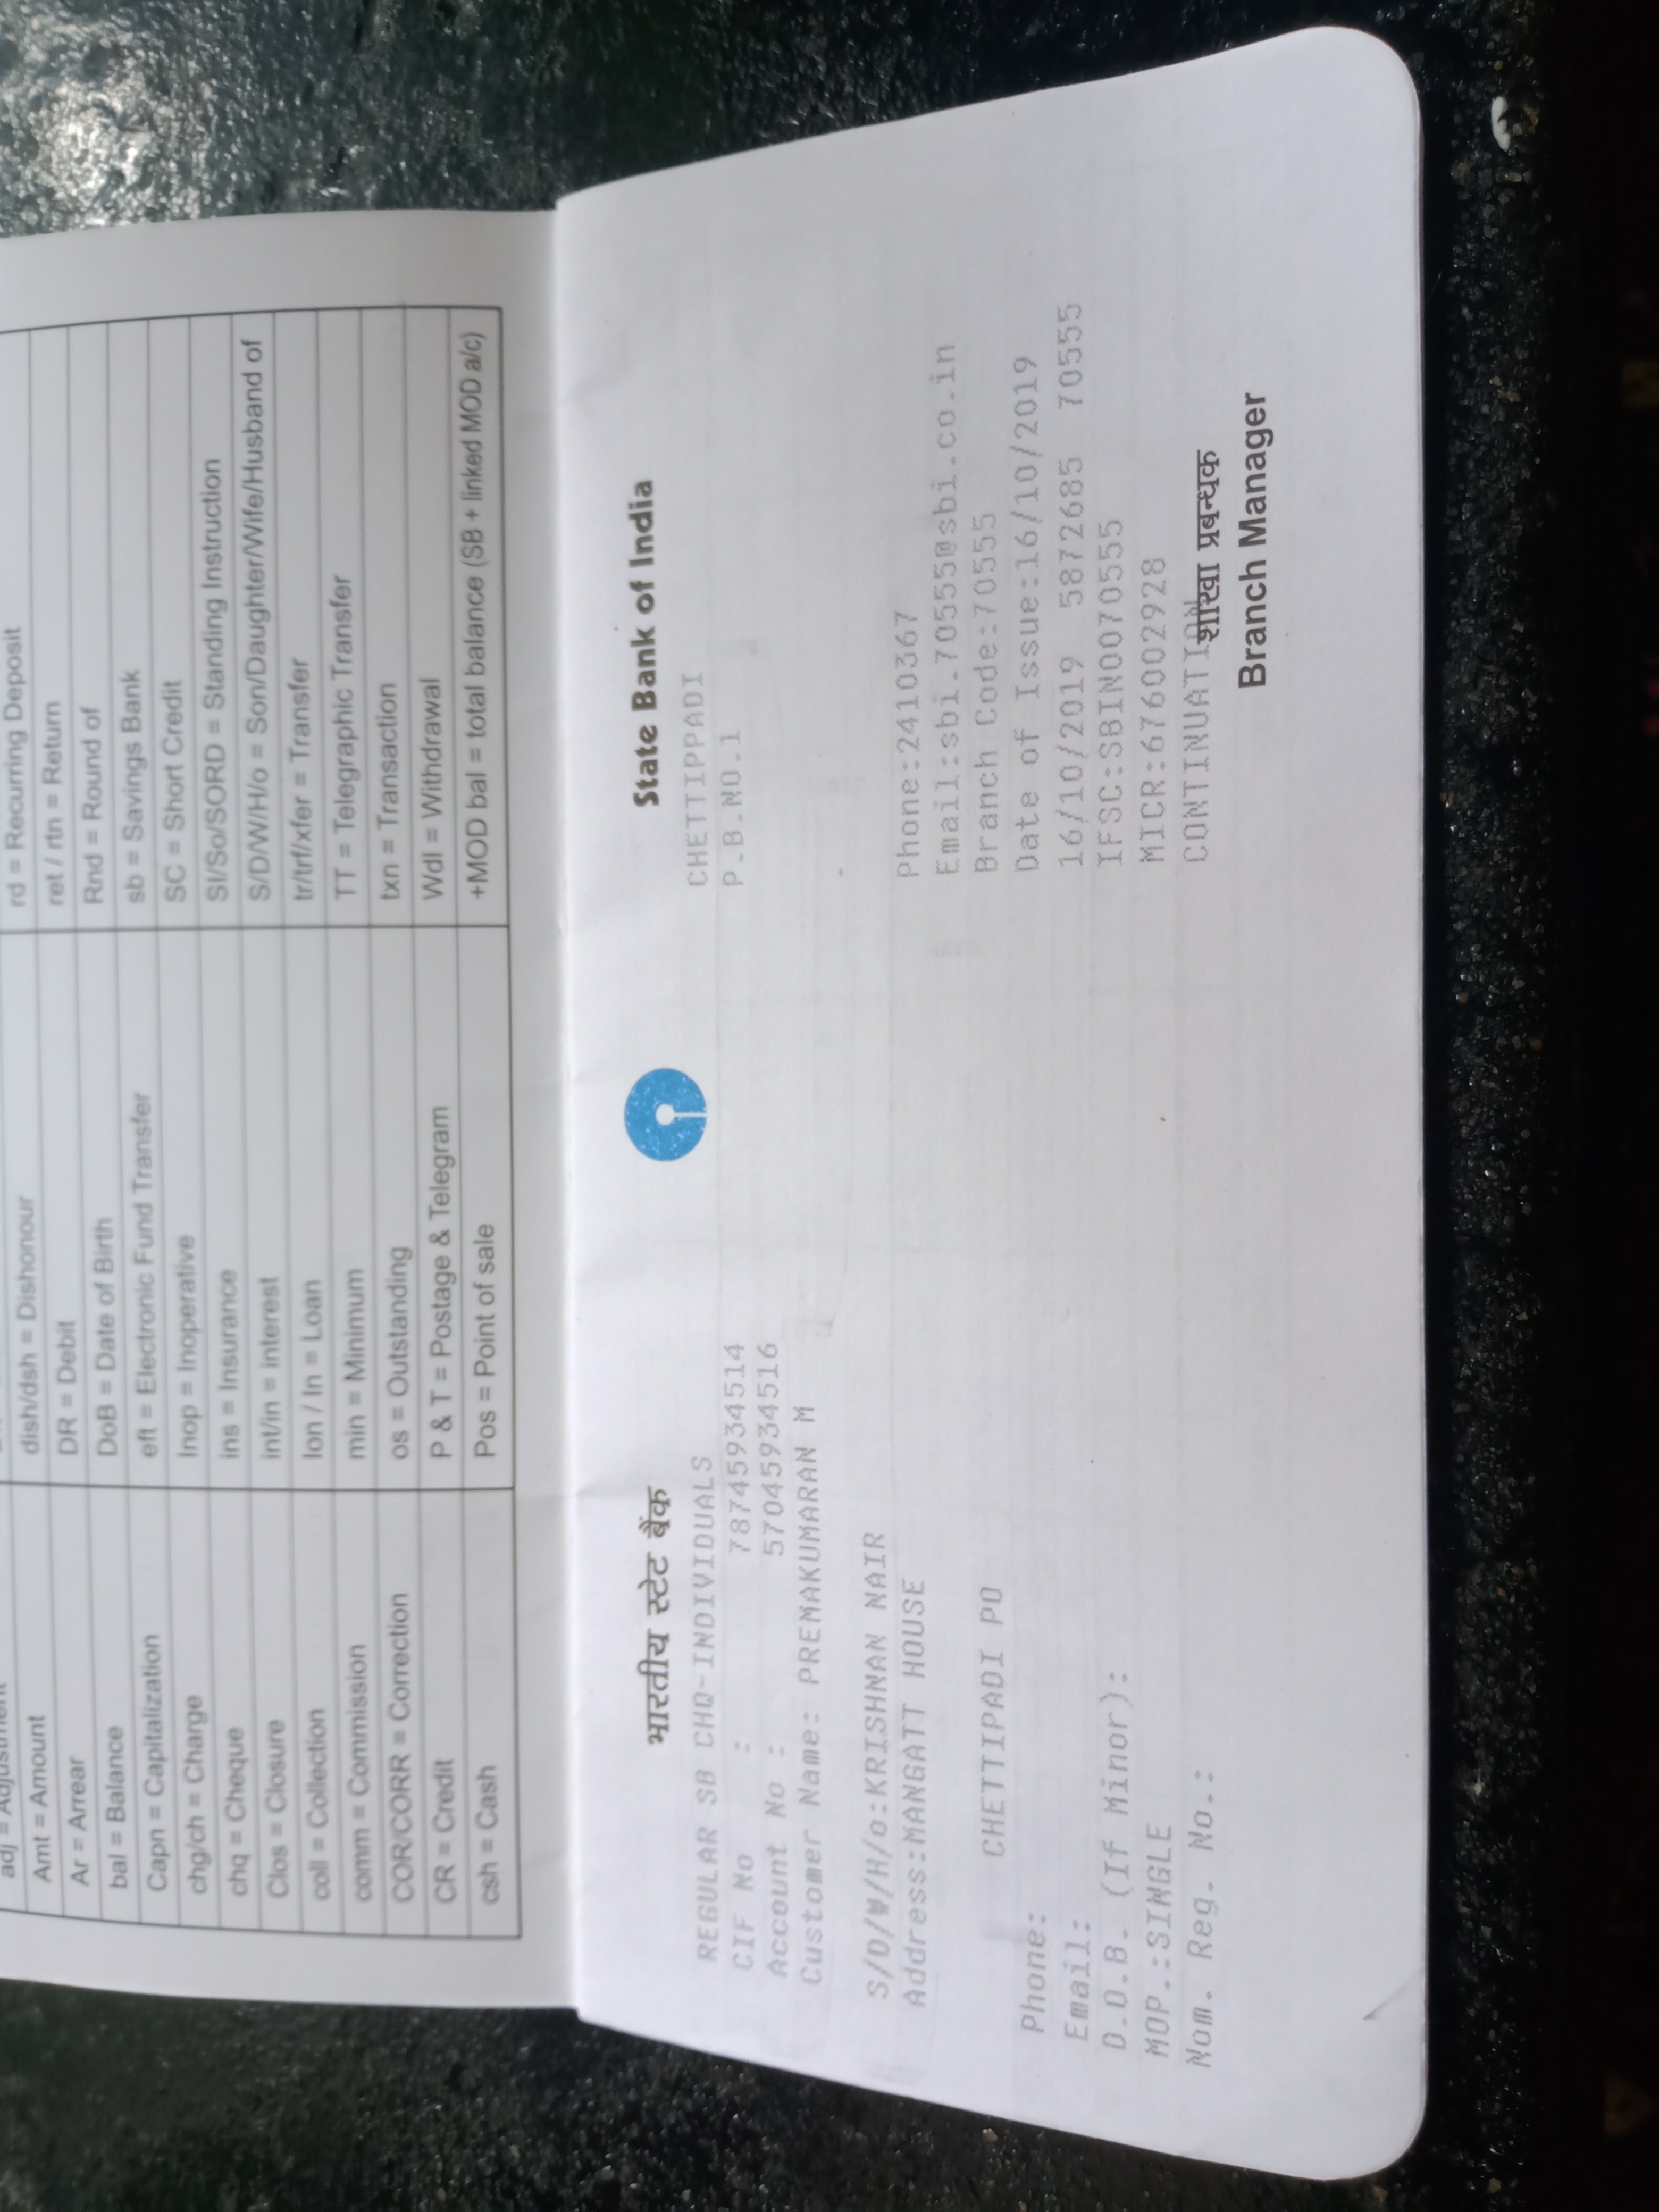 adj = Adjustment
Amt = Amount
Ar = Arrear
bal = Balance
Capn = Capitalization
chg/ch = Charge
chq = Cheque
Clos = Closure
coll = Collection
comm = Commission
COR/CORR = Correction
CR = Credit
csh = Cash
dish/dsh = Dishonour
DR = Debit
DoB = Date of Birth
eft = Electronic Fund Transfer
Inop = Inoperative
ins = Insurance
int/in = interest
lon / ln = Loan
min = Minimum
os = Outstanding
P & T = Postage & Telegram
Pos = Point of sale
rd = Recurring Deposit
ret / rtn = Return
Rnd = Round of
sb = Savings Bank
SC = Short Credit
SI/So/SORD = Standing Instruction
S/D/W/H/o = Son/Daughter/Wife/Husband of
tr/trf/xfer = Transfer
TT = Telegraphic Transfer
txn = Transaction
Wdl = Withdrawal
+MOD bal = total balance (SB + linked MOD a/c)
भारतीय स्टेट बैंक
REGULAR SB CHQ-INDIVIDUALS
CIF No : 78745934514
Account No : 57045934516
Customer Name: PREMAKUMARAN M
S/D/W/H/o:KRISHNAN NAIR
Address:MANGATT HOUSE
CHETTIPADI PO
Phone:
Email:
D.O.B. (If Minor):
MOP.:SINGLE
Nom. Reg. No.:
State Bank of India
CHETTIPPADI
P.B.NO.1
Phone:2410367
Email:sbi.70555@sbi.co.in
Branch Code:70555
Date of Issue:16/10/2019
16/10/2019 5872685 70555
IFSC:SBIN0070555
MICR:676002928
CONTINUATION
शाखा प्रबन्धक
Branch Manager